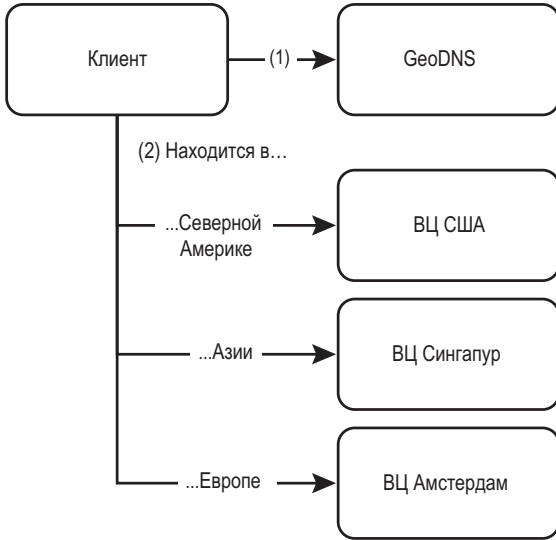 Клиент
(1)
GeoDNS
(2) Находится в…
...Северной
Америке
ВЦ США
...Азии
ВЦ Сингапур
...Европе
ВЦ Амстердам